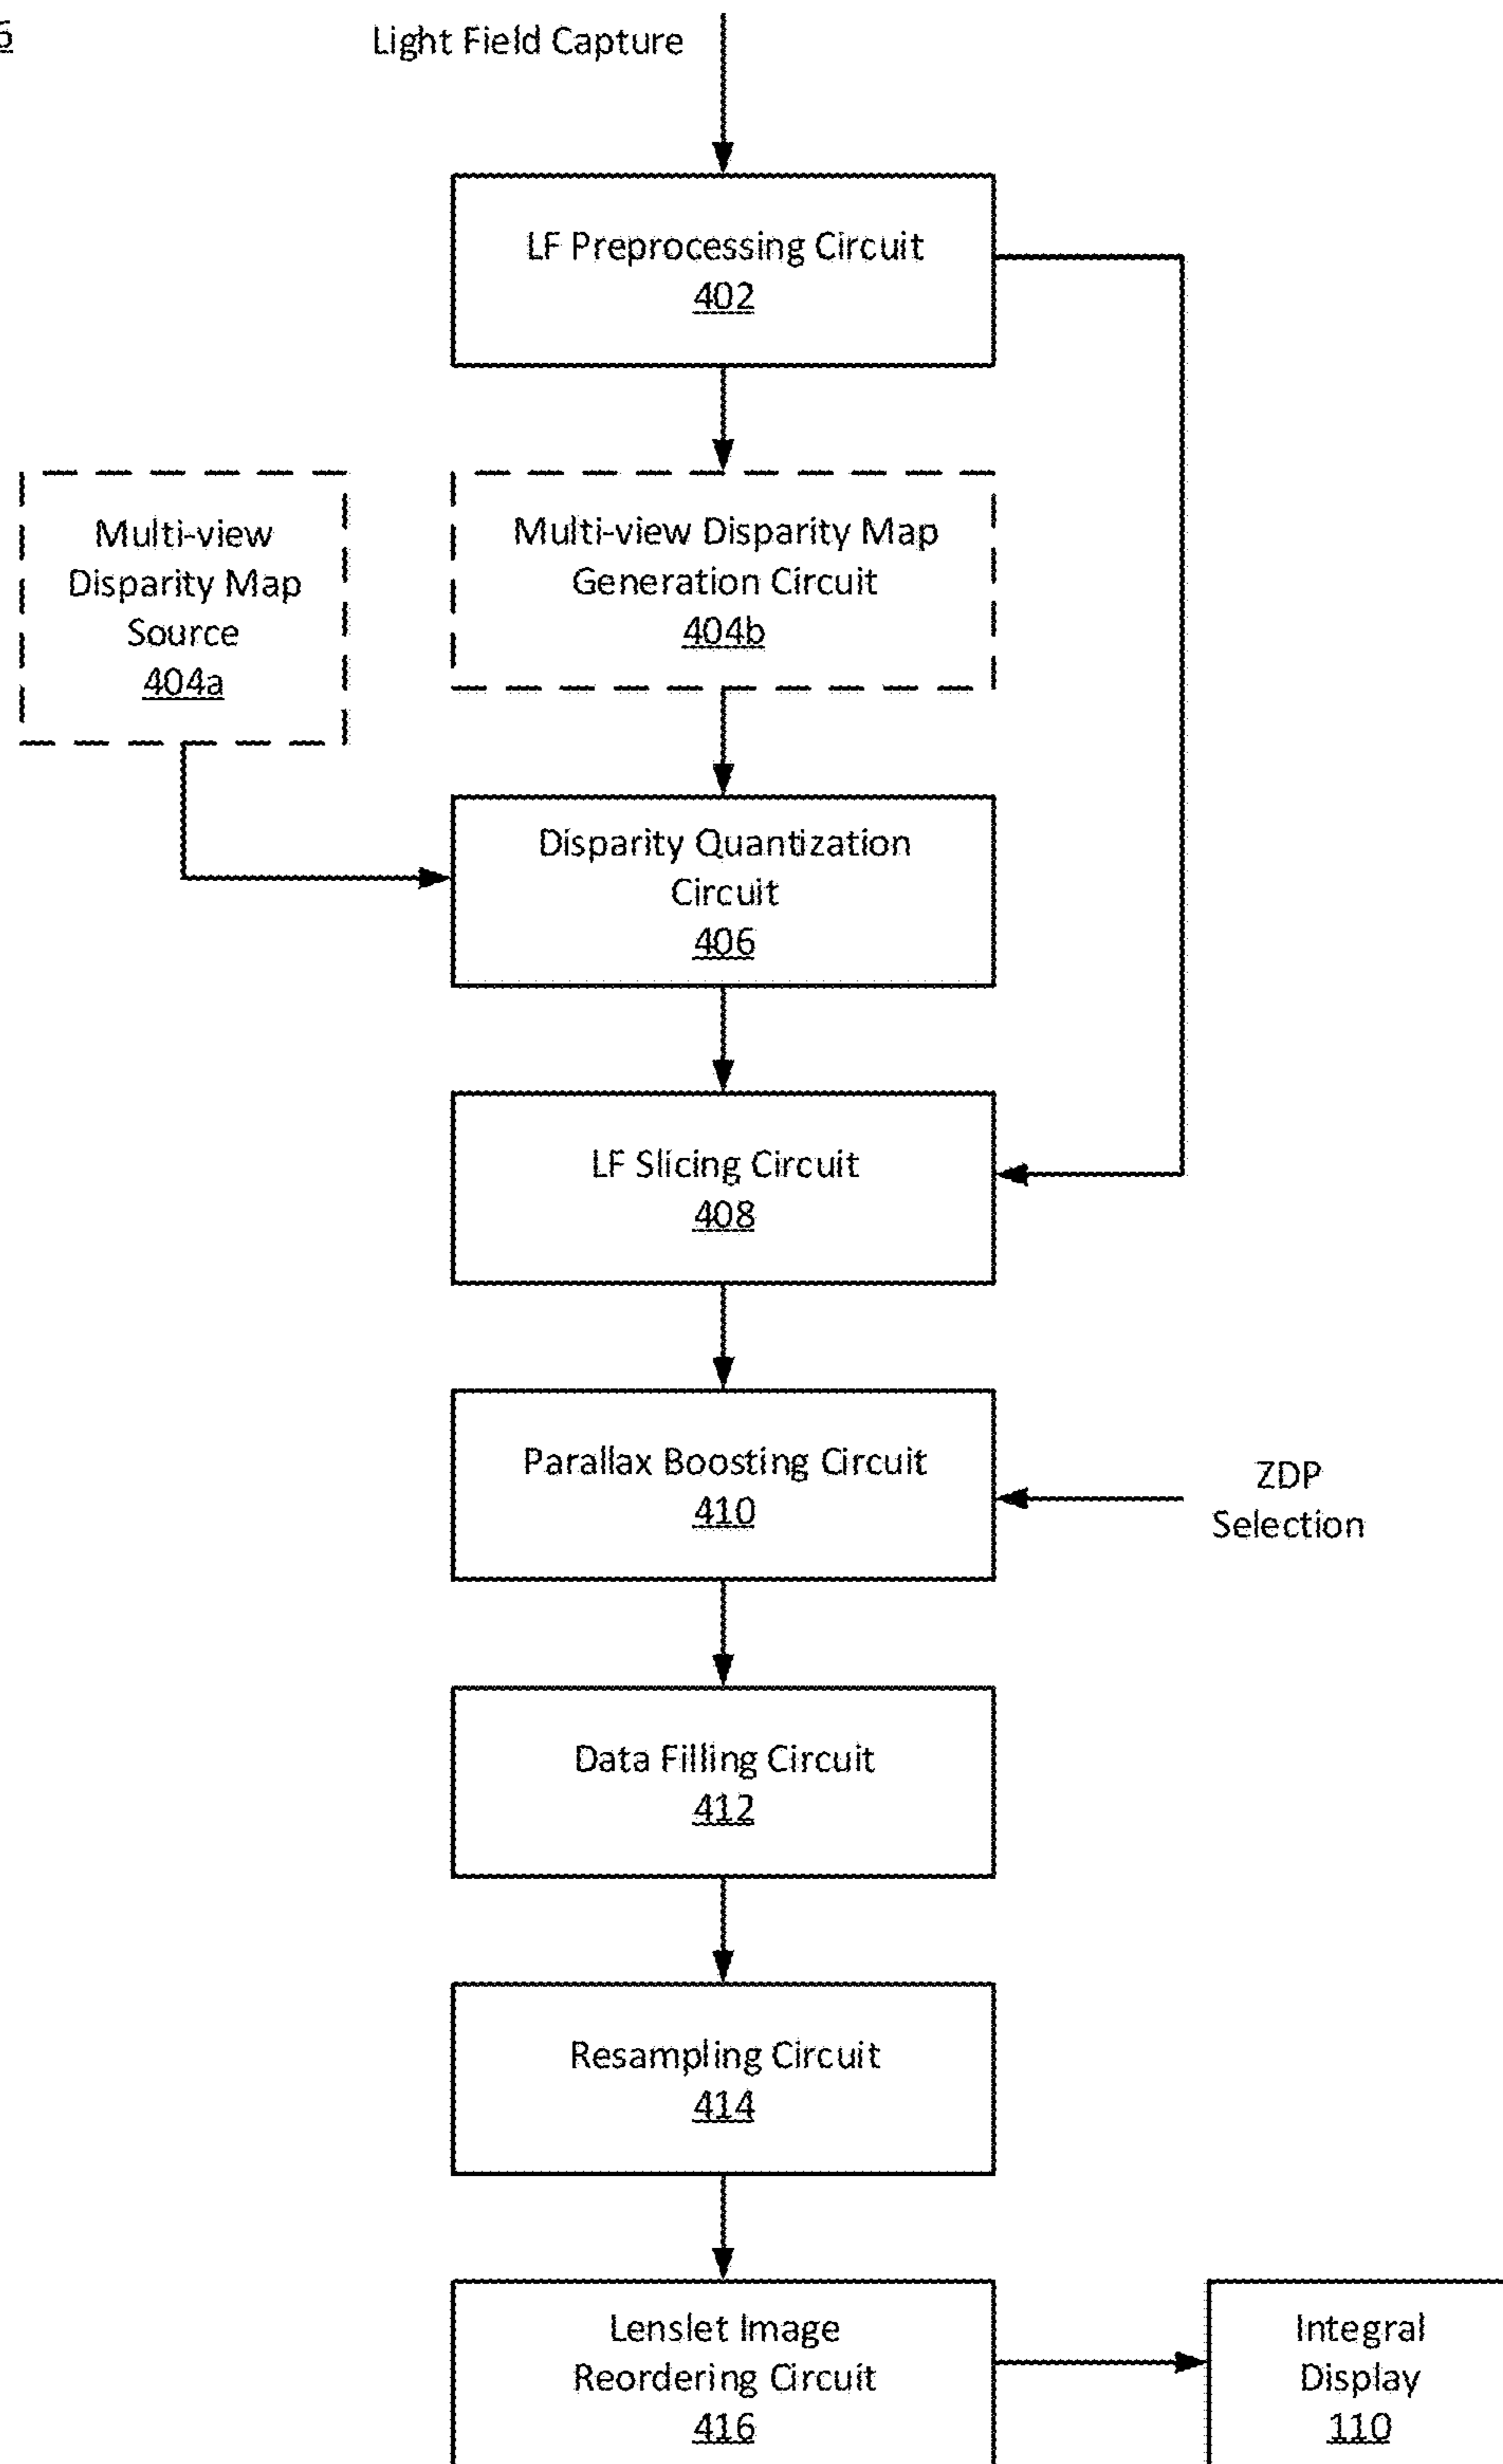 Light Field Capture
LF Preprocessing Circuit
402
Multi-view
Disparity Map
Source
404a
Multi-view Disparity Map
Generation Circuit
404b
Disparity Quantization
Circuit
406
LF Slicing Circuit
408
Parallax Boosting Circuit
410
ZDP
Selection
Data Filling Circuit
412
Resampling Circuit
414
Lenslet Image
Reordering Circuit
416
Integral
Display
110